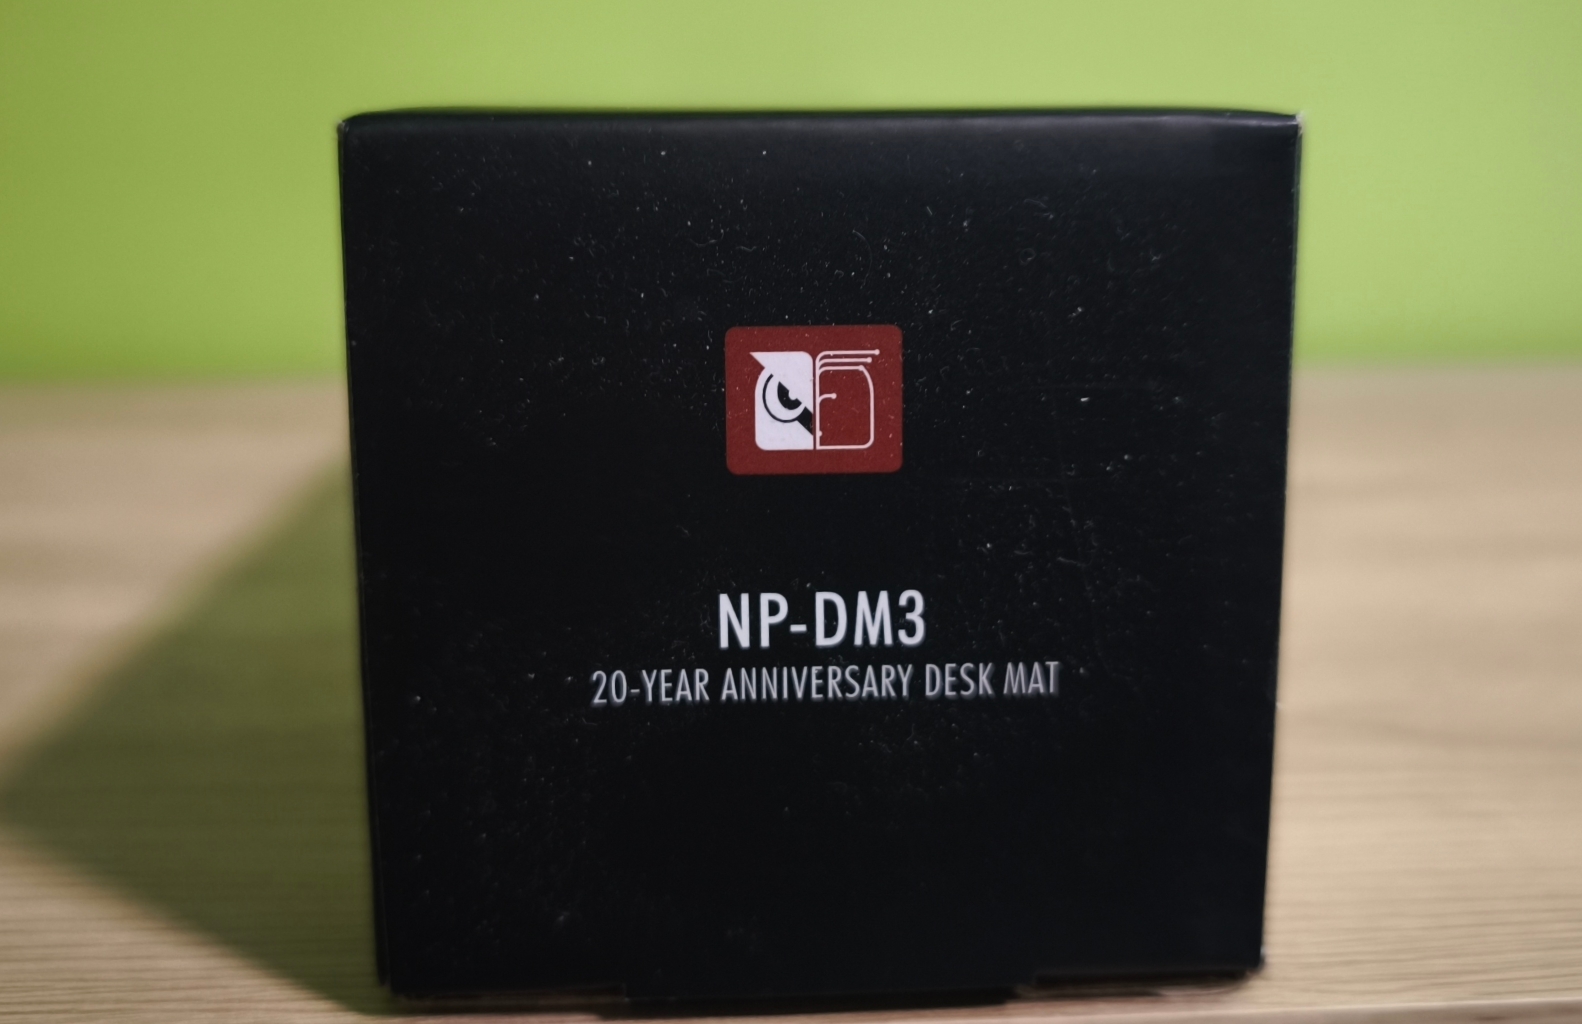 NP-DM3
20-YEAR ANNIVERSARY DESK MAT